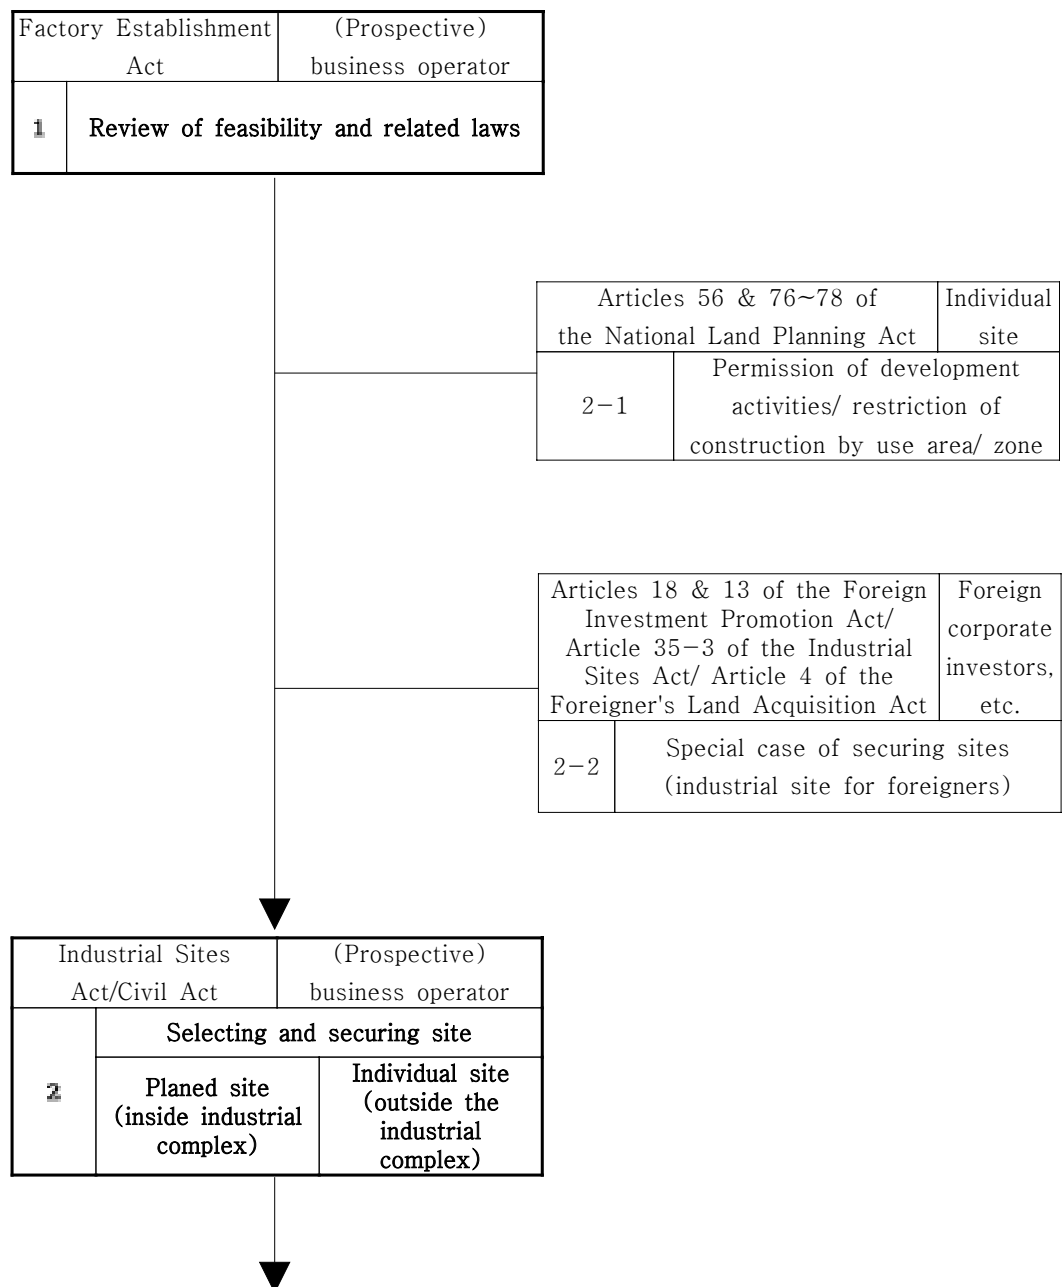 Factory Establishment
Act
(Prospective)
business operator
1
Review of feasibility and related laws
Articles 56 & 76~78 of
the National Land Planning Act
Individual
site
2-1
Permission of development
activities/ restriction of
construction by use area/ zone
Articles 18 & 13 of the Foreign
Investment Promotion Act/
Article 35-3 of the Industrial
Sites Act/ Article 4 of the
Foreigner's Land Acquisition Act
Foreign
corporate
investors,
etc.
2-2
Special case of securing sites
(industrial site for foreigners)
Industrial Sites
Act/Civil Act
(Prospective)
business operator
2
Selecting and securing site
Planed site
(inside industrial
complex)
Individual site
(outside the
industrial
complex)